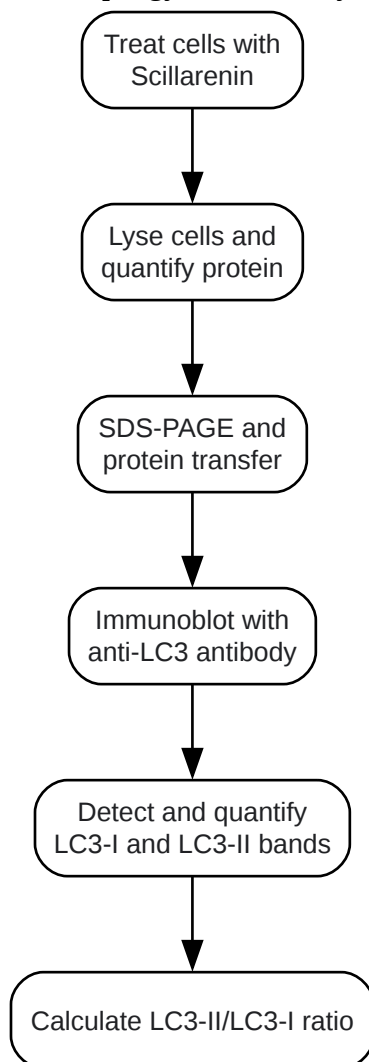 Treat cells with
Scillarenin
Lyse cells and
quantify protein
SDS-PAGE and
protein transfer
Immunoblot with
anti-LC3 antibody
Detect and quantify
LC3-I and LC3-II bands
Calculate LC3-II/LC3-I ratio